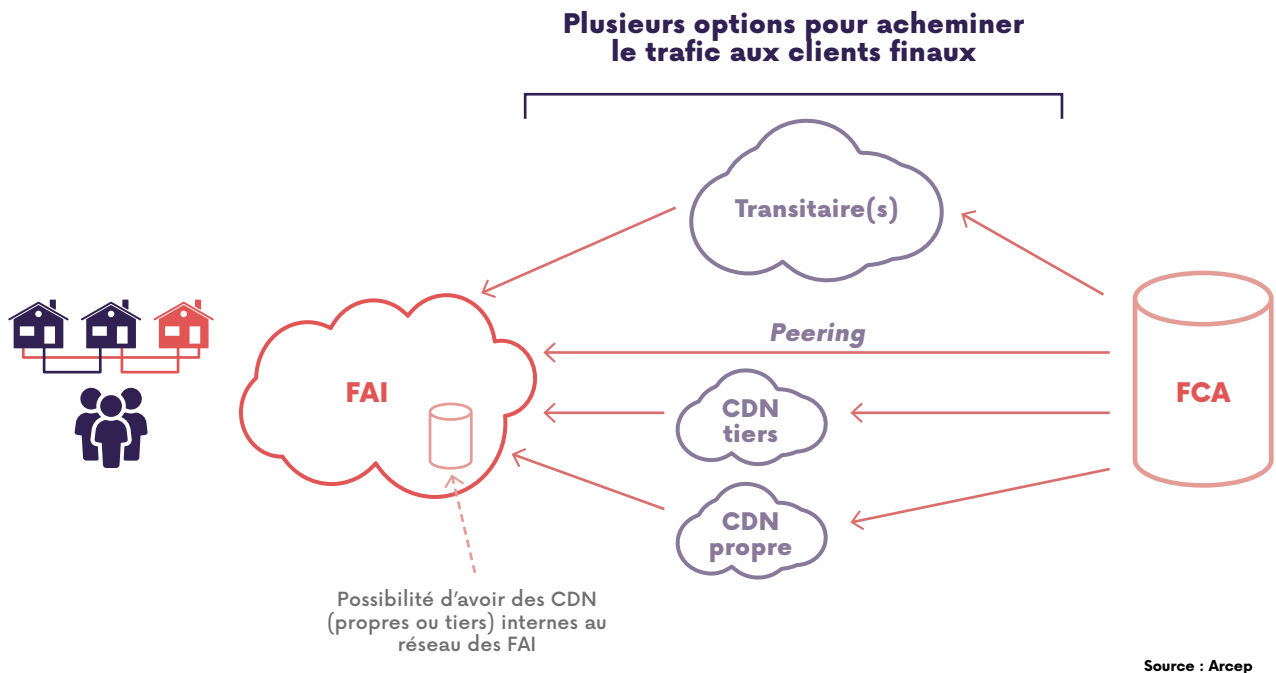 Plusieurs options pour acheminer
le trafic aux clients finaux
Transitaire(s)
Peering
FAI
CDN
tiers
FCA
CDN
propre
Possibilité d’avoir des CDN
(propres ou tiers) internes au
réseau des FAI
Source : Arcep